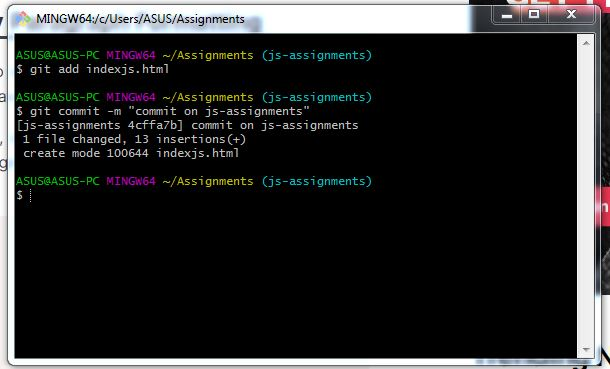 MINGW64:/c/Users/ASUS/Assignments
ASUS@ASUS-PC MINGW64 ~/Assignments (js-assignments)
$ git add indexjs.html
ASUS@ASUS-PC MINGW64 ~/Assignments (js-assignments)
$ git commit -m "commit on js-assignments"
[js-assignments 4cffa7b] commit on js-assignments
 1 file changed, 13 insertions(+)
 create mode 100644 indexjs.html
ASUS@ASUS-PC MINGW64 ~/Assignments (js-assignments)
$